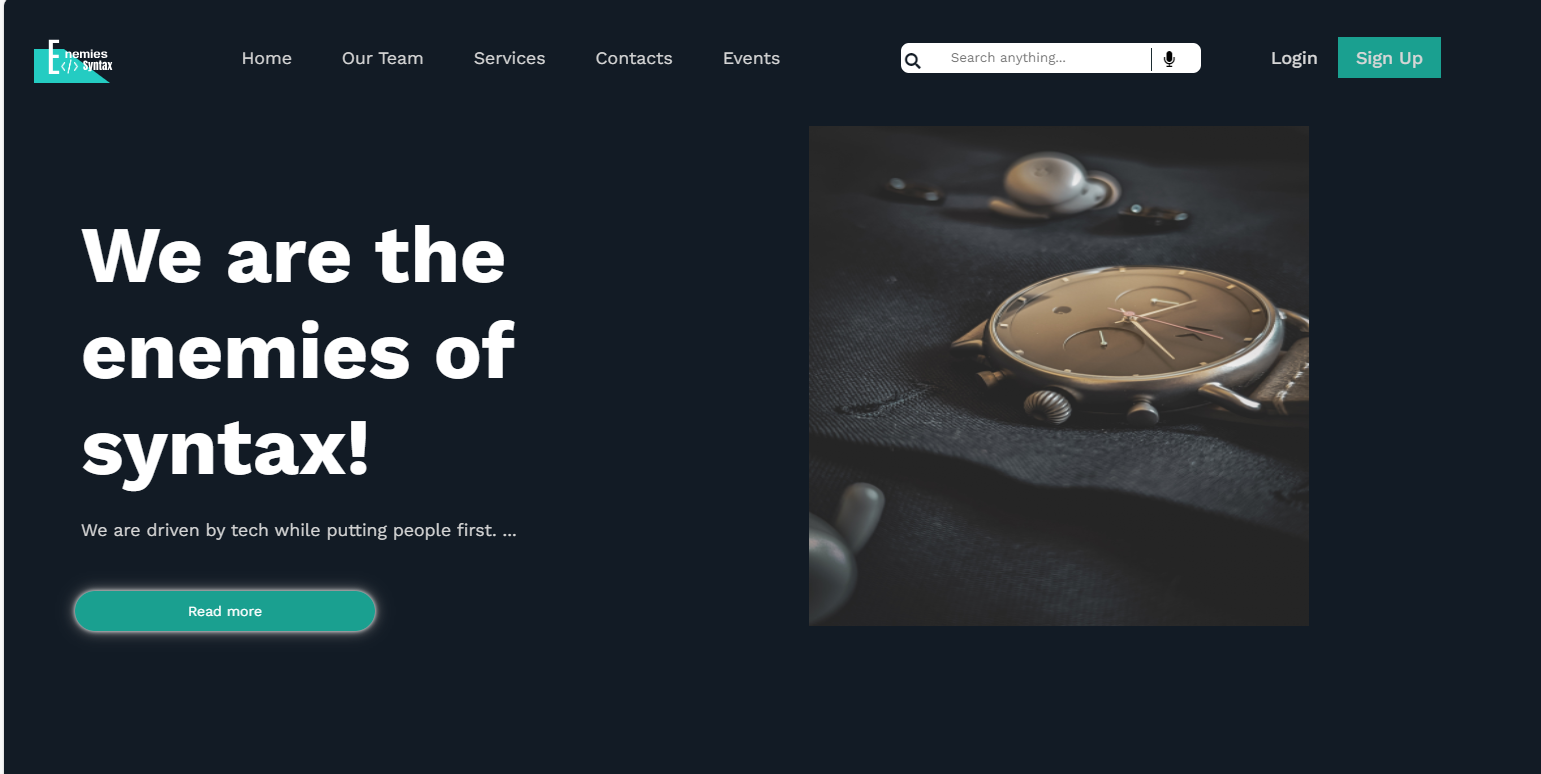 Enemies
</> Syntax
Home Our Team Services Contacts Events
Search anything...
Login Sign Up
We are the
enemies of
syntax!
We are driven by tech while putting people first. ...
Read more